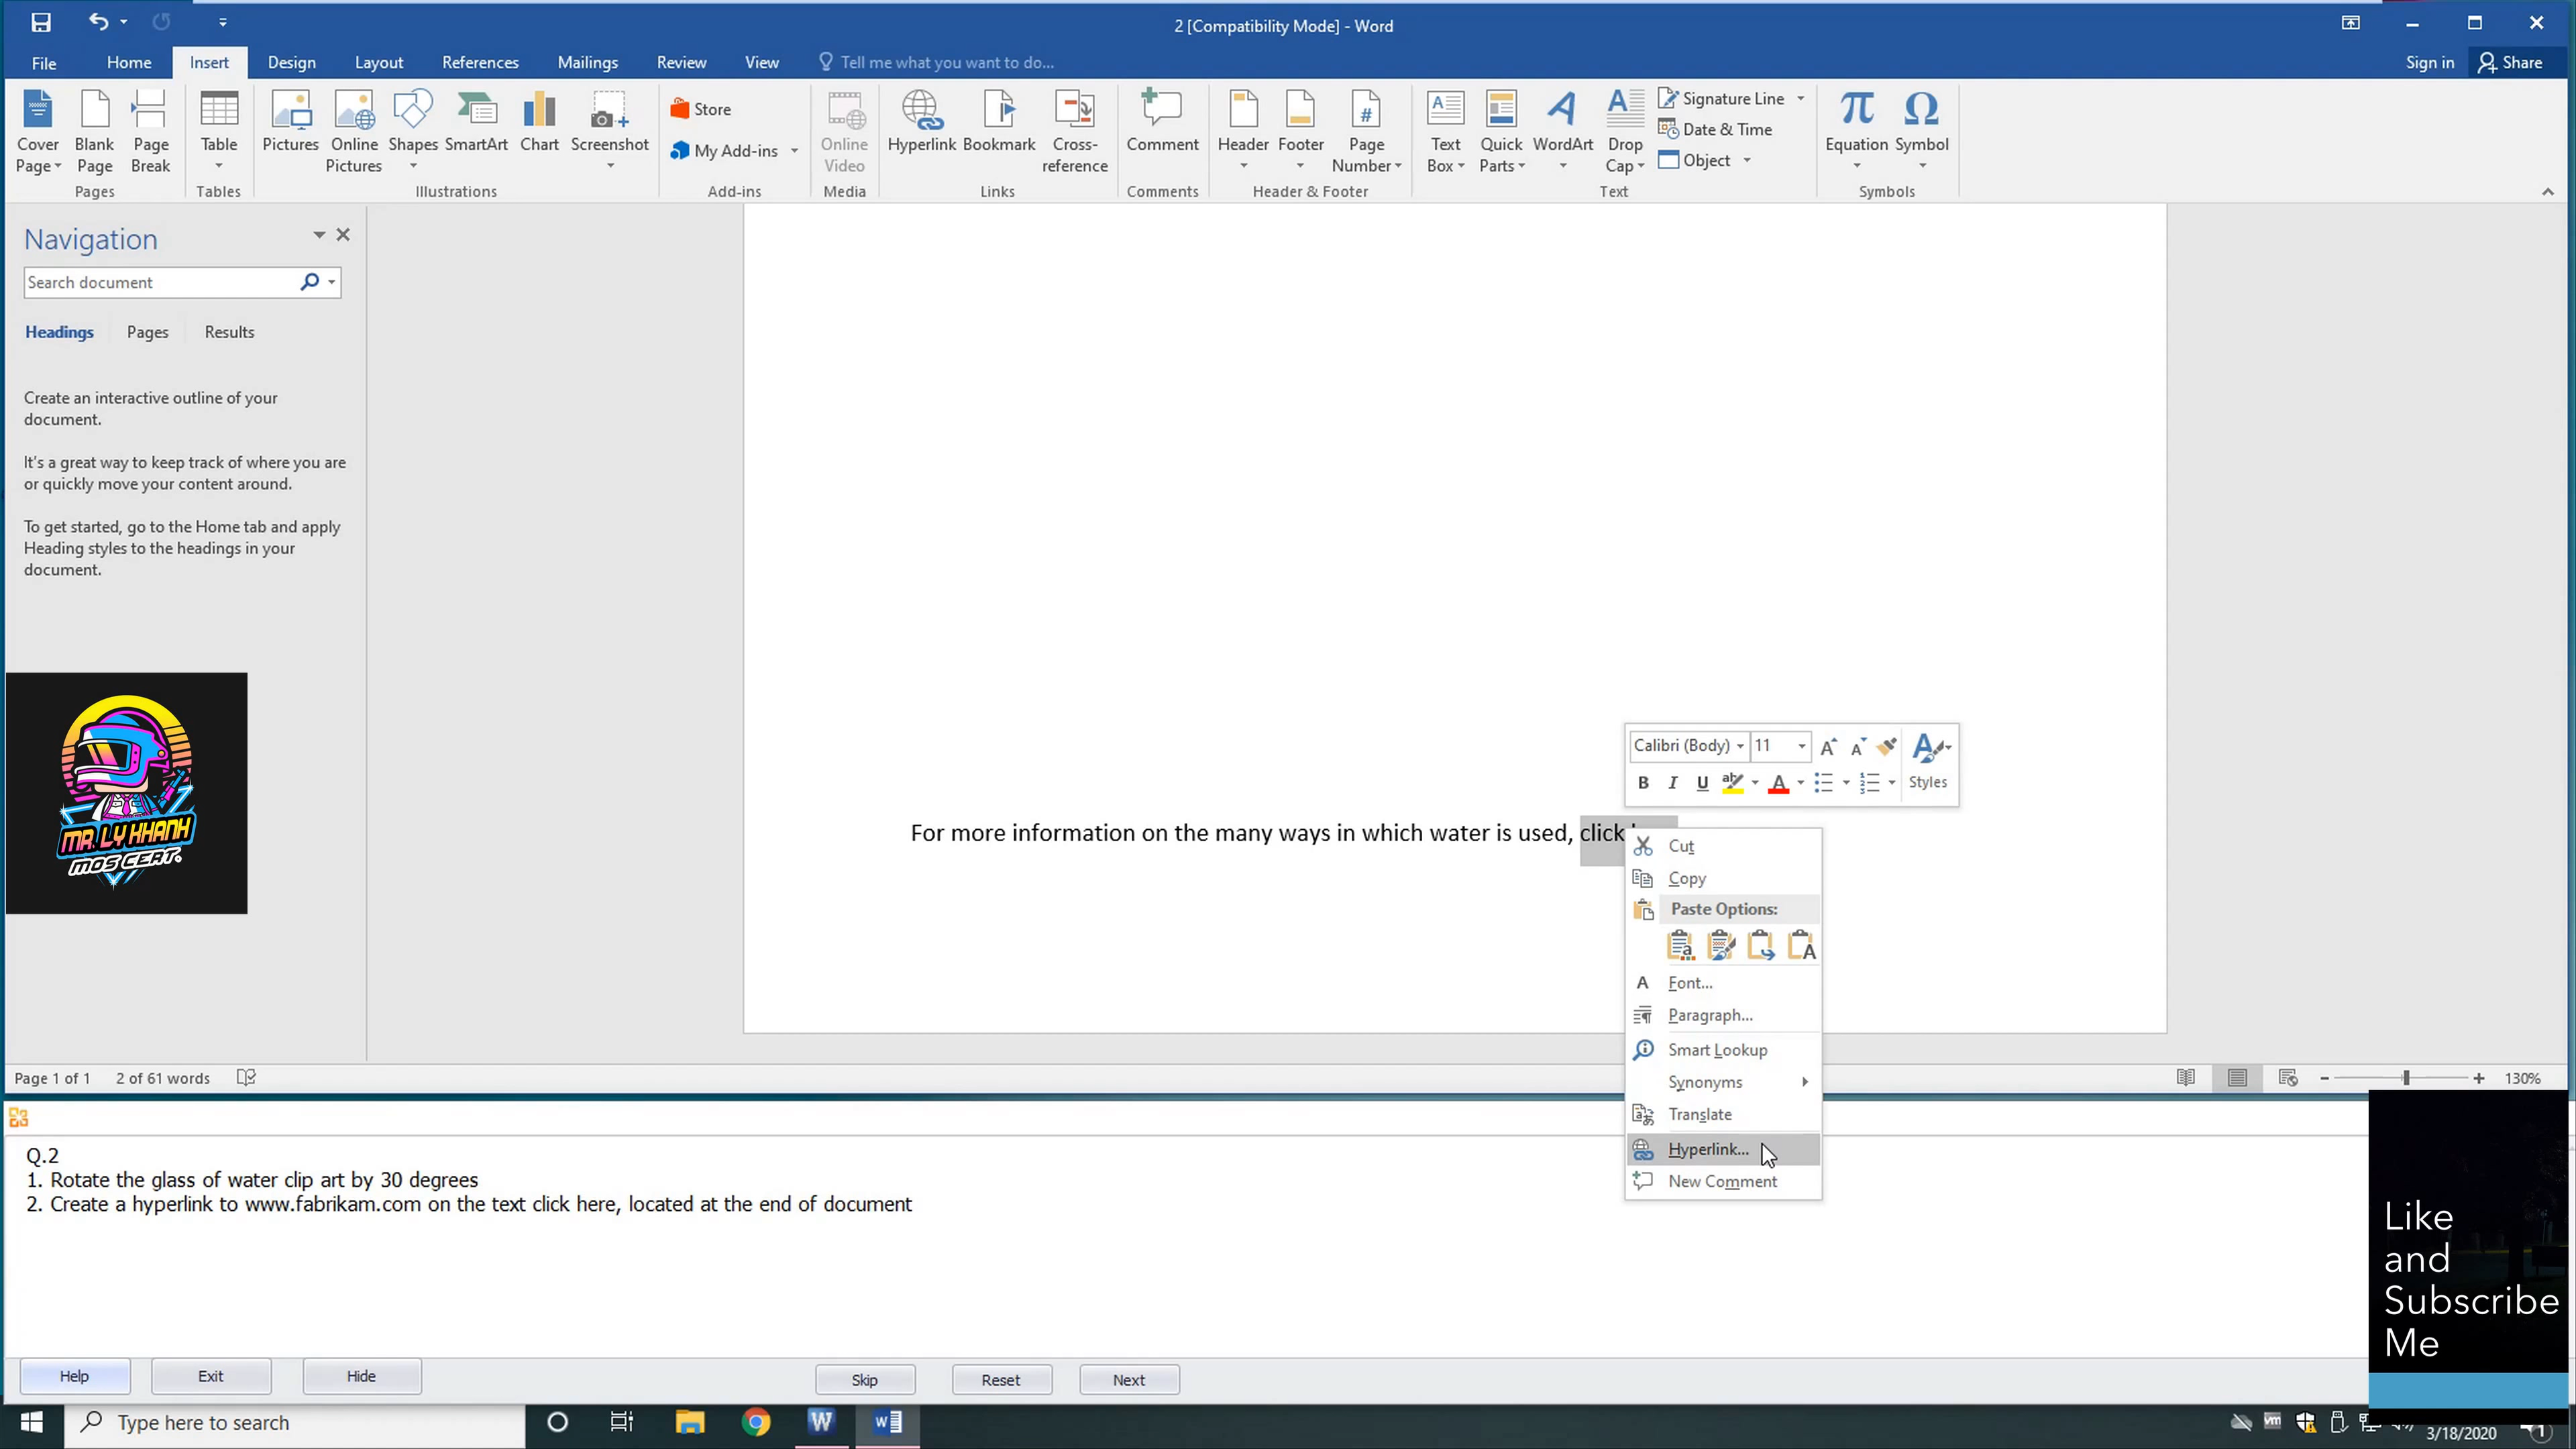 2 [Compatibility Mode] - Word
File Home Insert Design Layout References Mailings Review View Tell me what you want to do...
Sign in Share
Cover Page
Blank Page
Page Break
Table
Pictures
Online Pictures
Shapes
SmartArt
Chart
Screenshot
Store
My Add-ins
Online Video
Hyperlink
Bookmark
Cross-reference
Comment
Header
Footer
Page Number
Text Box
Quick Parts
WordArt
Drop Cap
Signature Line
Date & Time
Object
Equation
Symbol
Pages Tables Illustrations Add-ins Media Links Comments Header & Footer Text Symbols
Navigation
Search document
Headings Pages Results
Create an interactive outline of your
document.
It's a great way to keep track of where you are
or quickly move your content around.
To get started, go to the Home tab and apply
Heading styles to the headings in your
document.
MR. LY KHANH
MOS CERT.
Calibri (Body) 11
B I U Styles
For more information on the many ways in which water is used, click
Cut
Copy
Paste Options:
Font...
Paragraph...
Smart Lookup
Synonyms
Translate
Hyperlink...
New Comment
Page 1 of 1 2 of 61 words
130%
Q.2
1. Rotate the glass of water clip art by 30 degrees
2. Create a hyperlink to www.fabrikam.com on the text click here, located at the end of document
Like
and
Subscribe
Me
Help Exit Hide Skip Reset Next
Type here to search
3/18/2020